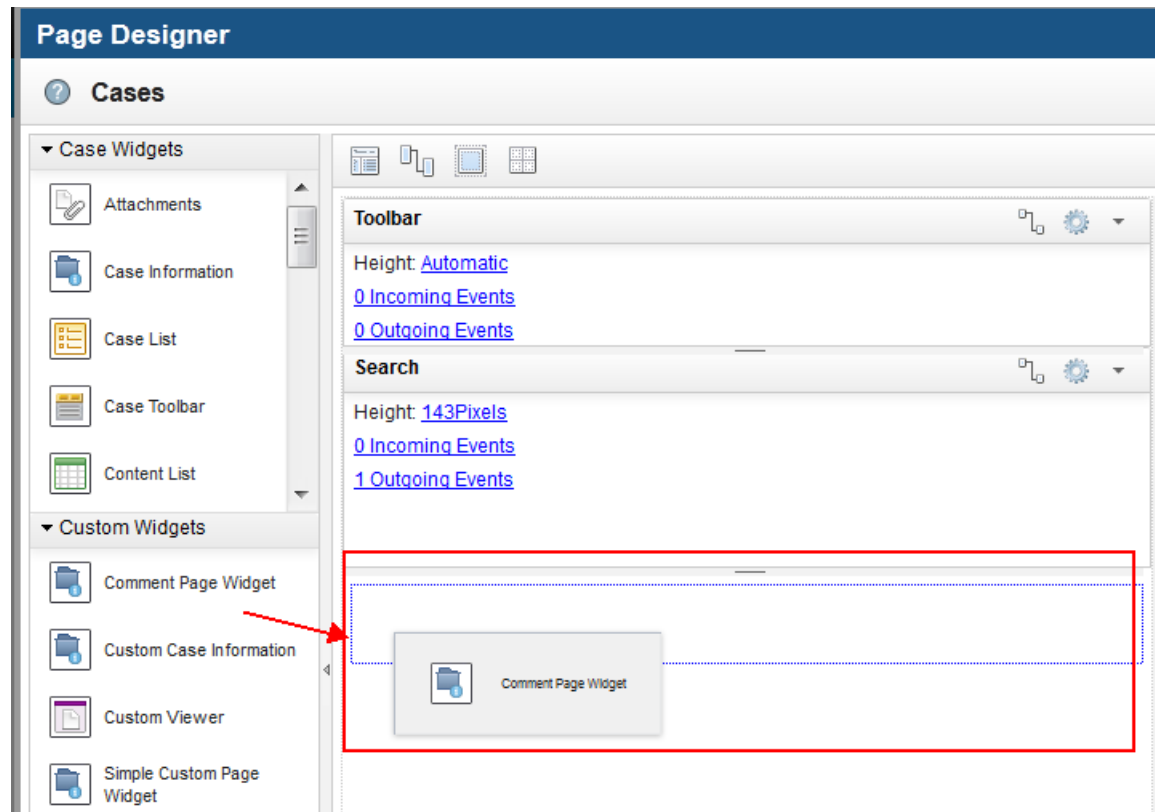 Page Designer
Cases
Case Widgets
Attachments
Case Information
Case List
Case Toolbar
Content List
Custom Widgets
Comment Page Widget
Custom Case Information
Custom Viewer
Simple Custom Page
Widget
Toolbar
Height: Automatic
0 Incoming Events
0 Outgoing Events
Search
Height: 143Pixels
0 Incoming Events
1 Outgoing Events
Comment Page Widget